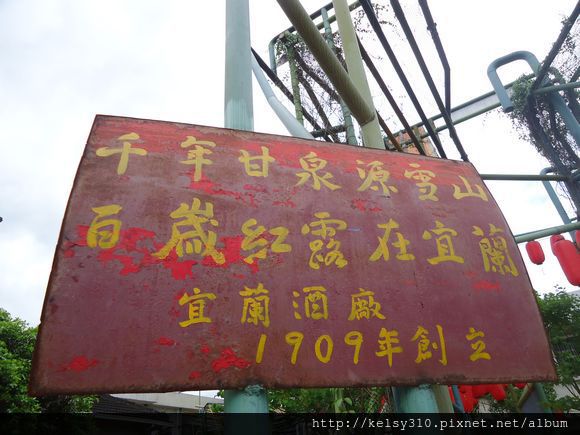 千年甘泉源雪山
百歲紅露在宜蘭
宜蘭酒廠
1909年創立
http://kelsy310.pixnet.net/album